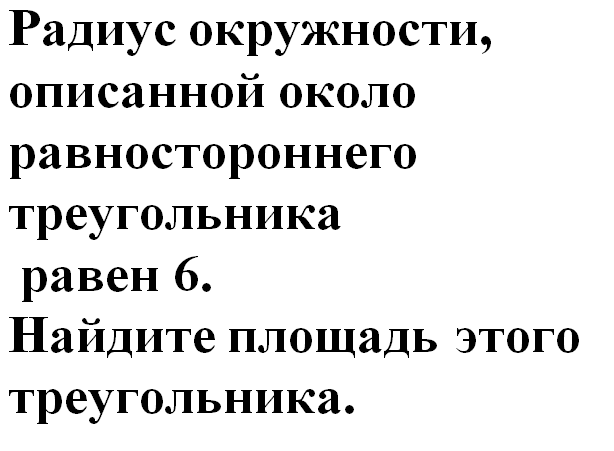 Радиус окружности,
описанной около
равностороннего
треугольника
равен 6.
Найдите площадь этого
треугольника.